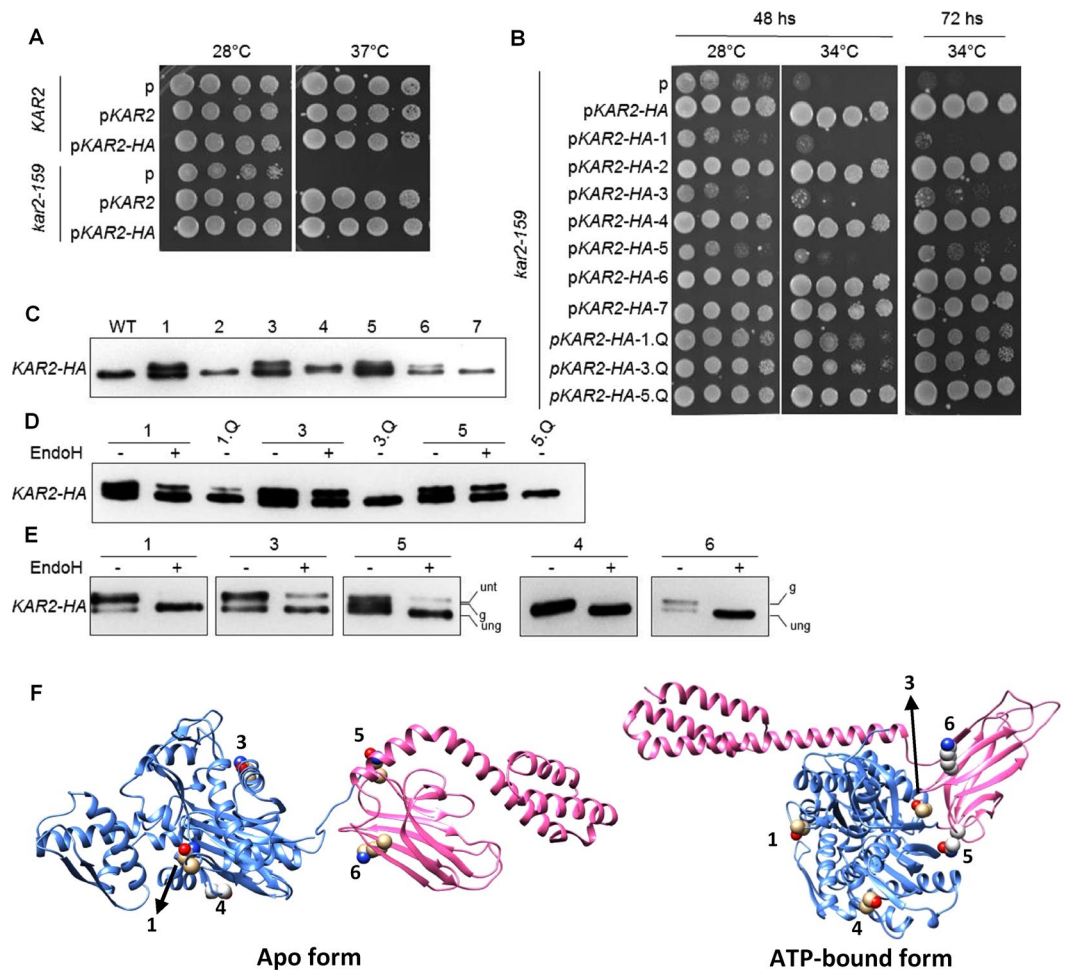 A
28°C 37°C
KAR2
p
pKAR2
pKAR2-HA
kar2-159
p
pKAR2
pKAR2-HA
B
48 hs 72 hs
28°C 34°C 34°C
kar2-159
p
pKAR2-HA
pKAR2-HA-1
pKAR2-HA-2
pKAR2-HA-3
pKAR2-HA-4
pKAR2-HA-5
pKAR2-HA-6
pKAR2-HA-7
pKAR2-HA-1.Q
pKAR2-HA-3.Q
pKAR2-HA-5.Q
C
WT 1 2 3 4 5 6 7
KAR2-HA
D
1 1.Q 3 3.Q 5 5.Q
EndoH - + - - + - - + -
KAR2-HA
E
1 3 5 4 6
EndoH - + - + - + - + - +
KAR2-HA
unt
g
ung
g
ung
F
3
5
1
4
6
Apo form
3
6
1
5
4
ATP-bound form